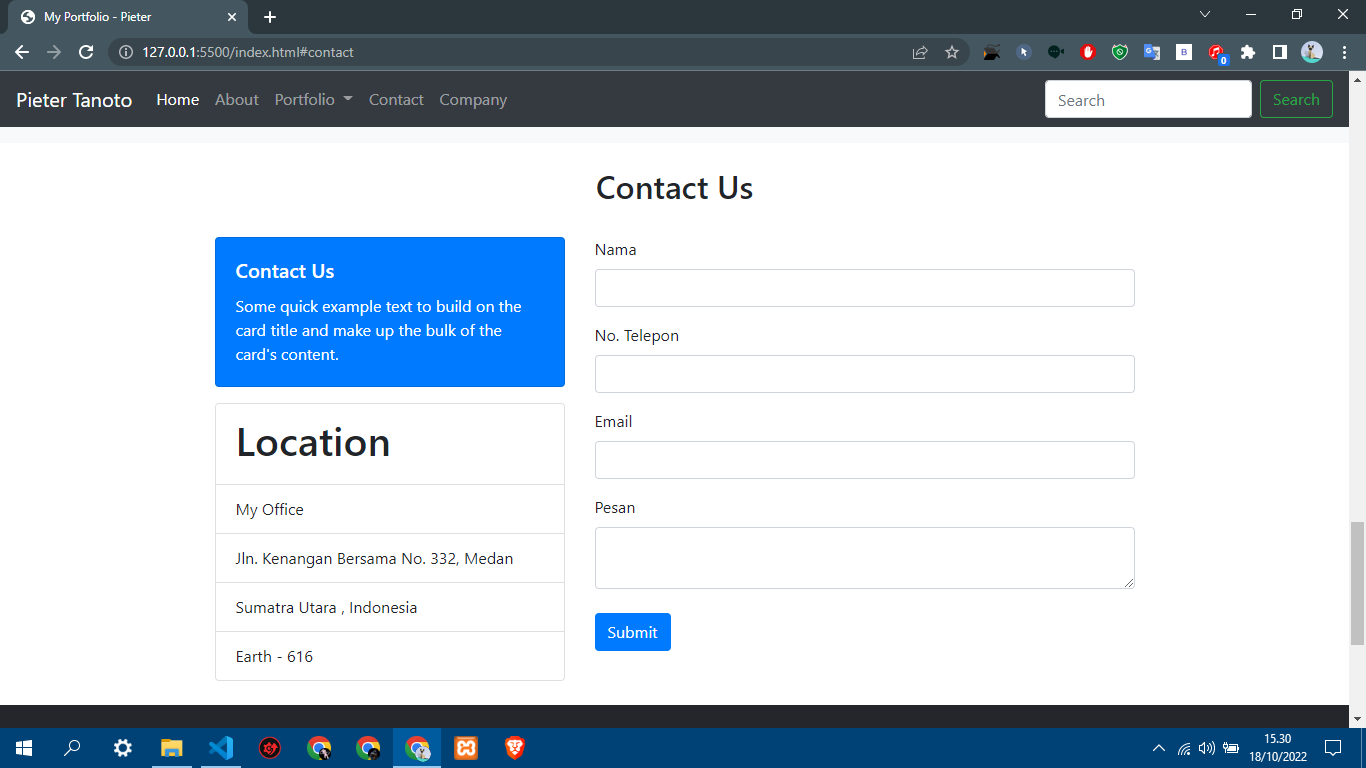 My Portfolio - Pieter
127.0.0.1:5500/index.html#contact
B
0
Pieter Tanoto Home About Portfolio Contact Company Search Search
Contact Us
Contact Us
Some quick example text to build on the
card title and make up the bulk of the
card's content.
Location
My Office
Jln. Kenangan Bersama No. 332, Medan
Sumatra Utara , Indonesia
Earth - 616
Nama
No. Telepon
Email
Pesan
Submit
15.30
18/10/2022